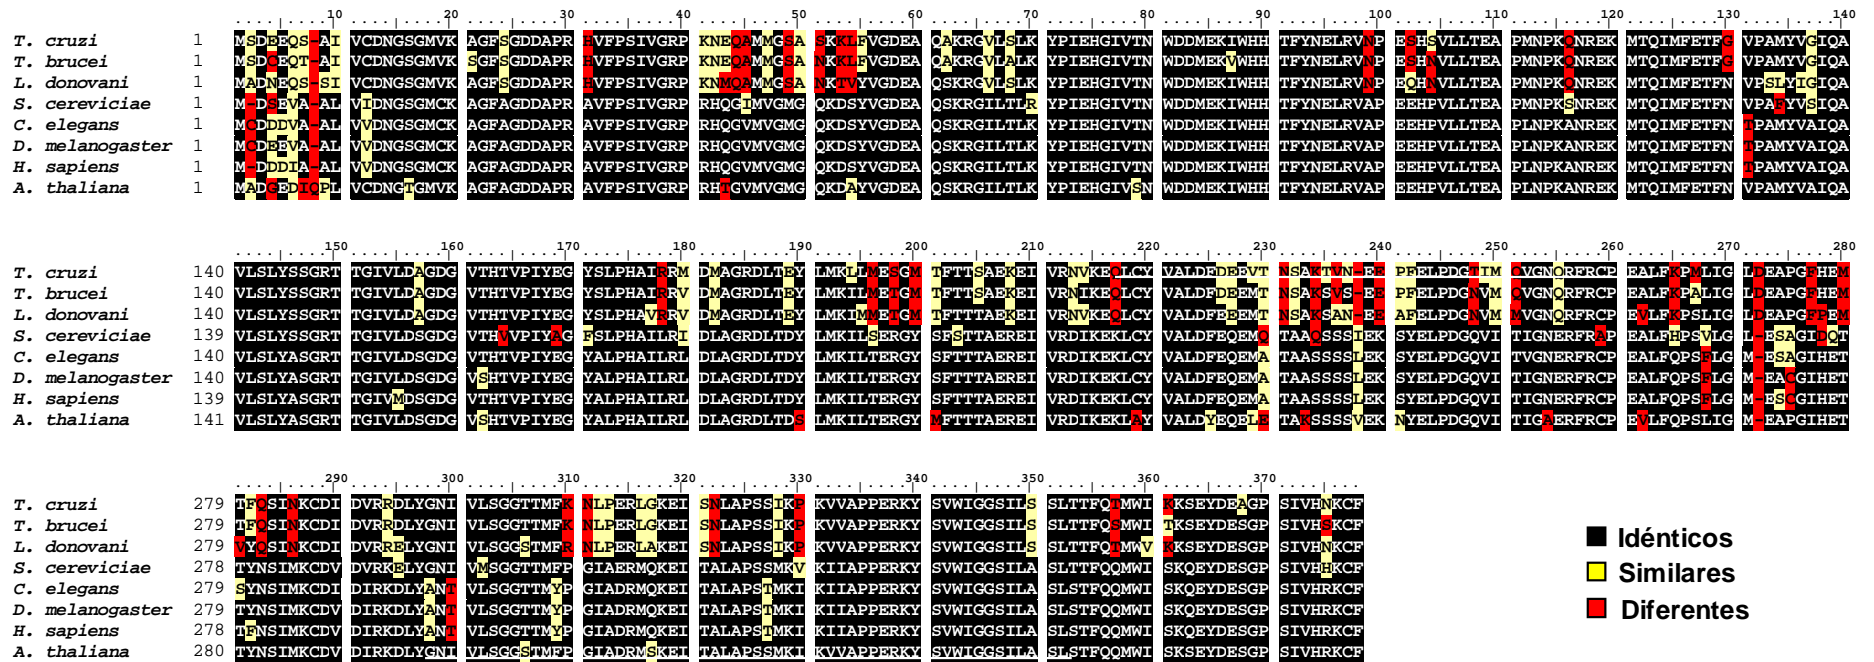 10 20 30 40 50 60 70 80 90 100 110 120 130 140
T. cruzi 1 MSDEEQS-AI VCDNGSGMVK AGFSGDDAPR HVFPSIVGRP KNEQAMMGSA SKKLFVGDEA QAKRGVLSLK YPIEHGIVTN WDDMEKIWHH TFYNELRVNP ESHSVLLTEA PMNPKQNREK MTQIMFETFG VPAMYVGIQA
T. brucei 1 MSDCEQT-AI VCDNGSGMVK SGFSGDDAPR HVFPSIVGRP KNEQAMMGSA NKKLFVGDEA QAKRGVLALK YPIEHGIVTN WDDMEKVWHH TFYNELRVNP ESHNVLLTEA PMNPKQNREK MTQIMFETFG VPAMYVGIQA
L. donovani 1 MADNEQS-SI VCDNGSGMVK AGFSGDDAPR HVFPSIVGRP KNMQAMMGSA NKTVYVGDEA QSKRGVLSLK YPIEHGIVTN WDDMEKIWHH TFYNELRVNP EQHNVLLTEA PMNPKQNREK MTQIMFETFN VPSLYIGIQA
S. cereviciae 1 M-DSEVA-AL VIDNGSGMCK AGFAGDDAPR AVFPSIVGRP RHQGIMVGMG QKDSYVGDEA QSKRGILTLR YPIEHGIVTN WDDMEKIWHH TFYNELRVAP EEHPVLLTEA PMNPKSNREK MTQIMFETFN VPAFYVSIQA
C. elegans 1 MCDDDVA-AL VVDNGSGMCK AGFAGDDAPR AVFPSIVGRP RHQGVMVGMG QKDSYVGDEA QSKRGILTLK YPIEHGIVTN WDDMEKIWHH TFYNELRVAP EEHPVLLTEA PLNPKANREK MTQIMFETFN TPAMYVAIQA
D. melanogaster 1 MCDEEVA-AL VVDNGSGMCK AGFAGDDAPR AVFPSIVGRP RHQGVMVGMG QKDSYVGDEA QSKRGILTLK YPIEHGIVTN WDDMEKIWHH TFYNELRVAP EEHPVLLTEA PLNPKANREK MTQIMFETFN TPAMYVAIQA
H. sapiens 1 M-DDDIA-AL VVDNGSGMCK AGFAGDDAPR AVFPSIVGRP RHQGVMVGMG QKDSYVGDEA QSKRGILTLK YPIEHGIVTN WDDMEKIWHH TFYNELRVAP EEHPVLLTEA PLNPKANREK MTQIMFETFN TPAMYVAIQA
A. thaliana 1 MADGEDIQPL VCDNGTGMVK AGFAGDDAPR AVFPSIVGRP RHTGVMVGMG QKDAYVGDEA QSKRGILTLK YPIEHGIVSN WDDMEKIWHH TFYNELRVAP EEHPVLLTEA PLNPKANREK MTQIMFETFN VPAMYVAIQA
150 160 170 180 190 200 210 220 230 240 250 260 270 280
T. cruzi 140 VLSLYSSGRT TGIVLDAGDG VTHTVPIYEG YSLPHAIRRM DMAGRDLTEY LMKLLMESGM TFTTSAEKEI VRNVKEQLCY VALDFDEEVT NSAKTVN-EE PFELPDGTIM QVGNQRFRCP EALFKPMLIG LDEAPGFHEM
T. brucei 140 VLSLYSSGRT TGIVLDAGDG VTHTVPIYEG YSLPHAIRRV DMAGRDLTEY LMKILMETGM TFTTSAEKEI VRNIKEQLCY VALDFDEEMT NSAKSVS-EE PFELPDGNVM QVGNQRFRCP EALFKPALIG LDEAPGFHEM
L. donovani 140 VLSLYSSGRT TGIVLDAGDG VTHTVPIYEG YSLPHAVRRV DMAGRDLTEY LMKIMMETGM TFTTTAEKEI VRNVKEQLCY VALDFEEEMT NSAKSAN-EE AFELPDGNVM MVGNQRFRCP EVLFKPSLIG LDEAPGFPEM
S. cereviciae 139 VLSLYSSGRT TGIVLDSGDG VTHVVPIYAG FSLPHAILRI DLAGRDLTDY LMKILSERGY SFSTTAEREI VRDIKEKLCY VALDFEQEMQ TAAQSSSIEK SYELPDGQVI TIGNERFRAP EALFHPSVLG L-ESAGIDQT
C. elegans 140 VLSLYASGRT TGIVLDSGDG VTHTVPIYEG YALPHAILRL DLAGRDLTDY LMKILTERGY SFTTTAEREI VRDIKEKLCY VALDFEQEMA TAASSSSLEK SYELPDGQVI TVGNERFRCP EALFQPSFLG M-ESAGIHET
D. melanogaster 140 VLSLYASGRT TGIVLDSGDG VSHTVPIYEG YALPHAILRL DLAGRDLTDY LMKILTERGY SFTTTAEREI VRDIKEKLCY VALDFEQEMA TAASSSSLEK SYELPDGQVI TIGNERFRCP EALFQPSFLG M-EACGIHET
H. sapiens 139 VLSLYASGRT TGIVMDSGDG VTHTVPIYEG YALPHAILRL DLAGRDLTDY LMKILTERGY SFTTTAEREI VRDIKEKLCY VALDFEQEMA TAASSSSLEK SYELPDGQVI TIGNERFRCP EALFQPSFLG M-ESCGIHET
A. thaliana 141 VLSLYASGRT TGIVLDSGDG VSHTVPIYEG YALPHAILRL DLAGRDLTDS LMKILTERGY MFTTTAEREI VRDIKEKLAY VALDYEQELE TAKSSSSVEK NYELPDGQVI TIGAERFRCP EVLFQPSLIG M-EAPGIHET
290 300 310 320 330 340 350 360 370
T. cruzi 279 TFQSINKCDI DVRRDLYGNI VLSGGTTMFK NLPERLGKEI SNLAPSSIKP KVVAPPERKY SVWIGGSILS SLTTFQTMWI KKSEYDEAGP SIVHNKCF
T. brucei 279 TFQSINKCDI DVRRDLYGNI VLSGGTTMFK NLPERLGKEI SNLAPSSIKP KVVAPPERKY SVWIGGSILS SLTTFQSMWI TKSEYDESGP SIVHSKCF
L. donovani 279 VYQSINKCDI DVRRELYGNI VLSGGSTMFR NLPERLAKEI SNLAPSSIKP KVVAPPERKY SVWIGGSILS SLTTFQTMWV KKSEYDESGP SIVHNKCF
S. cereviciae 278 TYNSIMKCDV DVRKELYGNI VMSGGTTMFP GIAERMQKEI TALAPSSMKV KIIAPPERKY SVWIGGSILA SLTTFQQMWI SKQEYDESGP SIVHHKCF
C. elegans 279 SYNSIMKCDV DIRKDLYANT VLSGGTTMYP GIADRMQKEI TALAPSTMKI KIIAPPERKY SVWIGGSILA SLSTFQQMWI SKQEYDESGP SIVHRKCF
D. melanogaster 279 TYNSIMKCDV DIRKDLYANT VLSGGTTMYP GIADRMQKEI TALAPSTMKI KIIAPPERKY SVWIGGSILA SLSTFQQMWI SKQEYDESGP SIVHRKCF
H. sapiens 278 TFNSIMKCDV DIRKDLYANT VLSGGTTMYP GIADRMQKEI TALAPSTMKI KIIAPPERKY SVWIGGSILA SLSTFQQMWI SKQEYDESGP SIVHRKCF
A. thaliana 280 TYNSIMKCDV DIRKDLYGNI VLSGGSTMFP GIADRMSKEI TALAPSSMKI KVVAPPERKY SVWIGGSILA SLSTFQQMWI SKSEYDESGP SIVHRKCF
Idénticos
Similares
Diferentes